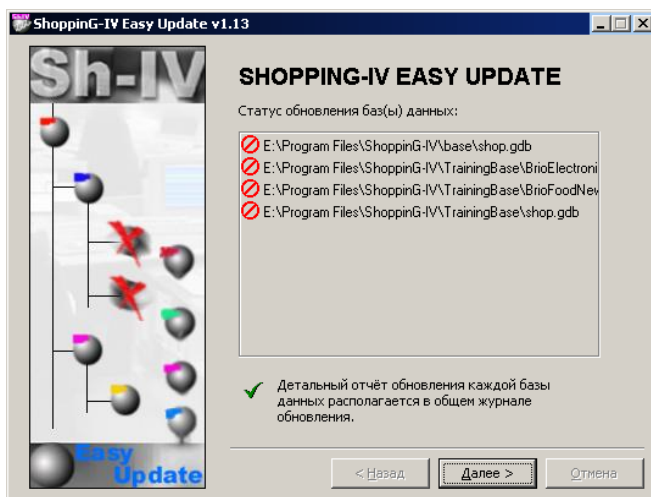 ShoppinG-IV Easy Update v1.13
Sh-IV
SHOPPING-IV EASY UPDATE
Статус обновления баз(ы) данных:
E:\Program Files\ShoppinG-IV\base\shop.gdb
E:\Program Files\ShoppinG-IV\TrainingBase\BrioElectroni
E:\Program Files\ShoppinG-IV\TrainingBase\BrioFoodNev
E:\Program Files\ShoppinG-IV\TrainingBase\shop.gdb
Детальный отчёт обновления каждой базы
данных располагается в общем журнале
обновления.
Easy
Update
< Назад
Далее >
Отмена